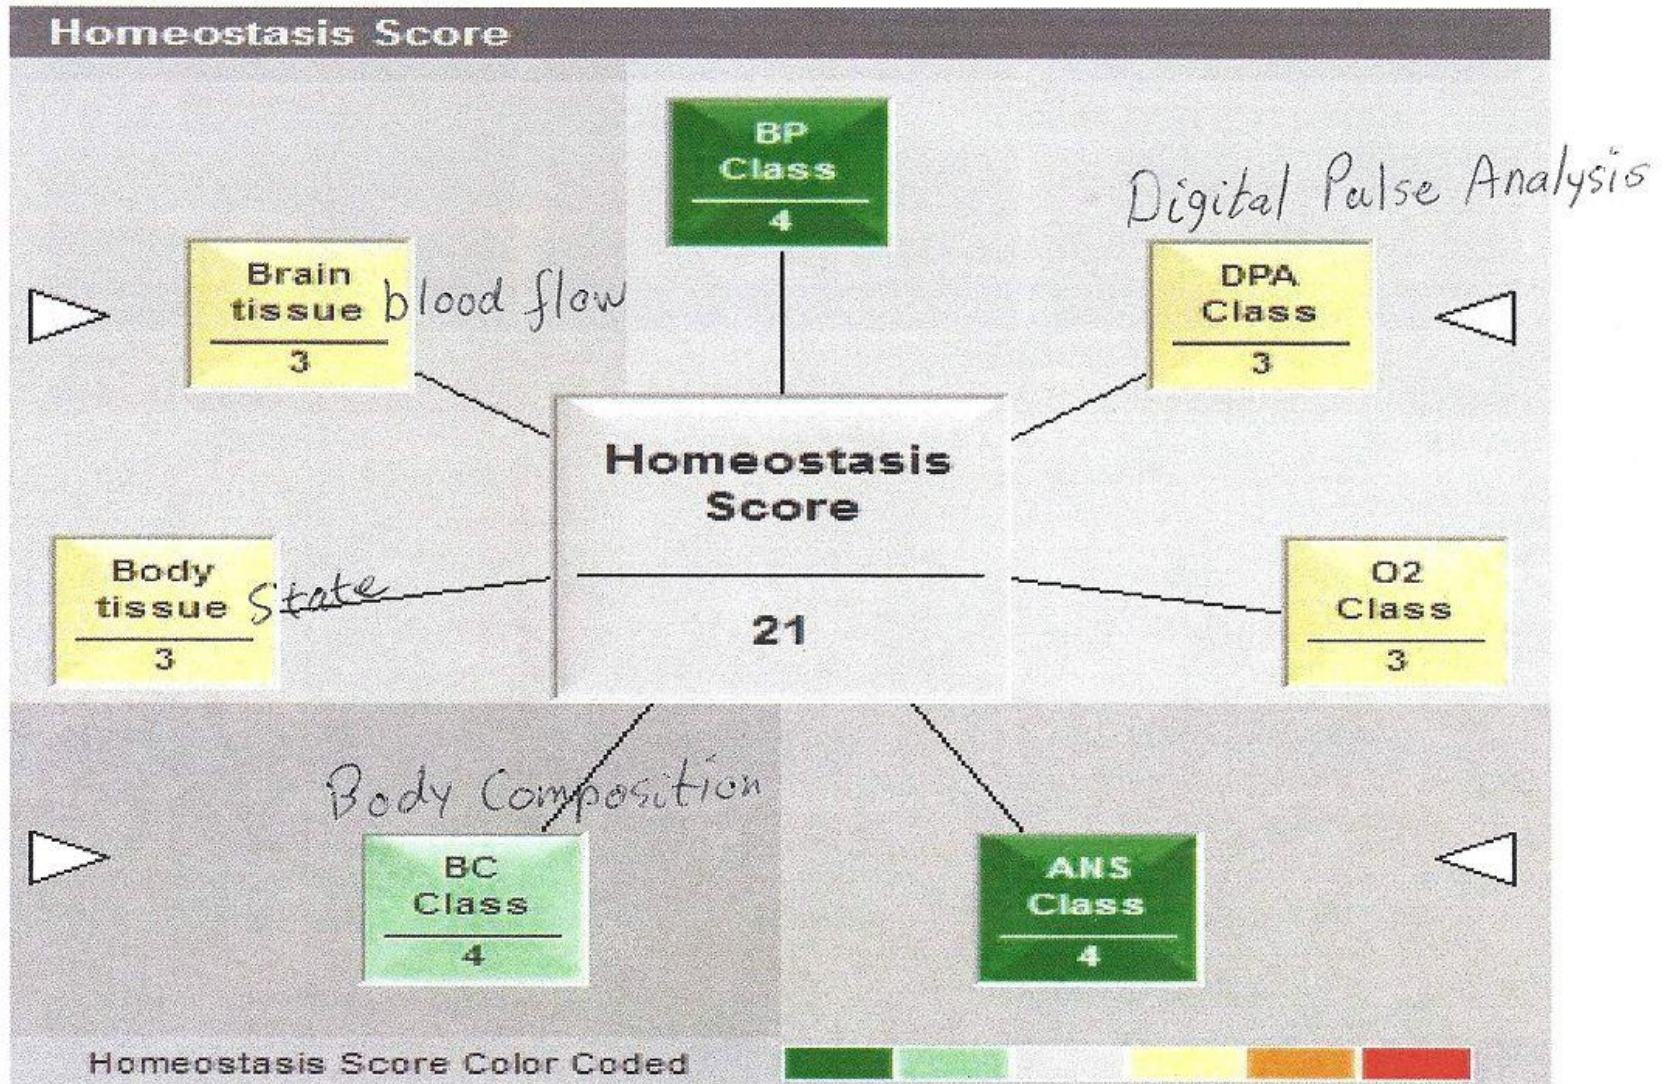 Homeostasis Score
BP
Class
4
Digital Pulse Analysis
Brain
tissue blood flow
3
DPA
Class
3
Homeostasis
Score
21
Body
tissue State
3
O2
Class
3
Body Composition
BC
Class
4
ANS
Class
4
Homeostasis Score Color Coded